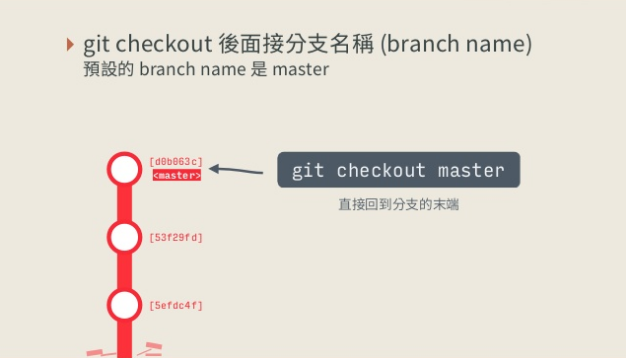 git checkout 後面接分支名稱 (branch name)
預設的 branch name 是 master
[d0b063c]
<master>
git checkout master
直接回到分支的末端
[53f29fd]
[5efdc4f]